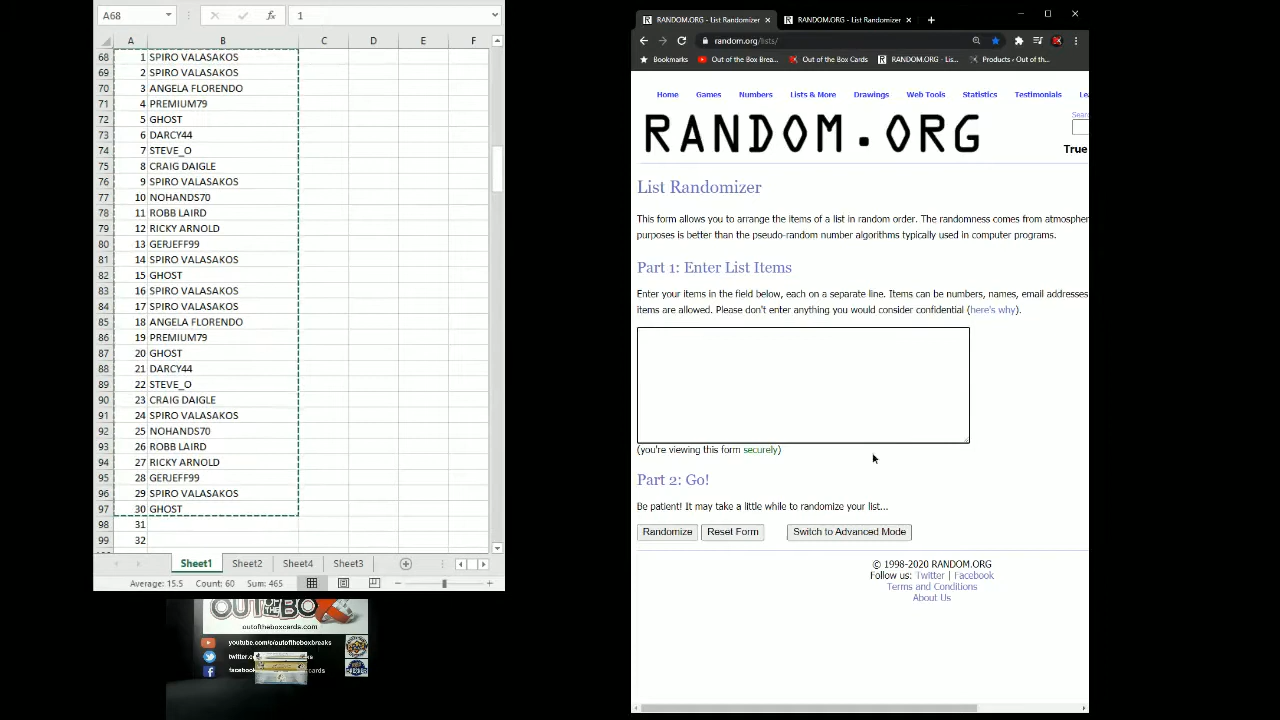 A68
1
A B C D E F
68 1 SPIRO VALASAKOS
69 2 SPIRO VALASAKOS
70 3 ANGELA FLORENDO
71 4 PREMIUM79
72 5 GHOST
73 6 DARCY44
74 7 STEVE_O
75 8 CRAIG DAIGLE
76 9 SPIRO VALASAKOS
77 10 NOHANDS70
78 11 ROBB LAIRD
79 12 RICKY ARNOLD
80 13 GERJEFF99
81 14 SPIRO VALASAKOS
82 15 GHOST
83 16 SPIRO VALASAKOS
84 17 SPIRO VALASAKOS
85 18 ANGELA FLORENDO
86 19 PREMIUM79
87 20 GHOST
88 21 DARCY44
89 22 STEVE_O
90 23 CRAIG DAIGLE
91 24 SPIRO VALASAKOS
92 25 NOHANDS70
93 26 ROBB LAIRD
94 27 RICKY ARNOLD
95 28 GERJEFF99
96 29 SPIRO VALASAKOS
97 30 GHOST
98 31
99 32
Sheet1 Sheet2 Sheet4 Sheet3
Average: 15.5 Count: 60 Sum: 465
OUT OF THE BOX
outoftheboxcards.com
youtube.com/c/outoftheboxbreaks
RANDOM.ORG - List Randomizer
RANDOM.ORG - List Randomizer
random.org/lists/
Bookmarks Out of the Box Brea... Out of the Box Cards RANDOM.ORG - Lis... Products ‹ Out of th...
Home Games Numbers Lists & More Drawings Web Tools Statistics Testimonials Le
Searc
RANDOM.ORG
True
List Randomizer
This form allows you to arrange the items of a list in random order. The randomness comes from atmospher
purposes is better than the pseudo-random number algorithms typically used in computer programs.
Part 1: Enter List Items
Enter your items in the field below, each on a separate line. Items can be numbers, names, email addresses
items are allowed. Please don't enter anything you would consider confidential (here's why).
(you're viewing this form securely)
Part 2: Go!
Be patient! It may take a little while to randomize your list...
Randomize Reset Form Switch to Advanced Mode
© 1998-2020 RANDOM.ORG
Follow us: Twitter | Facebook
Terms and Conditions
About Us